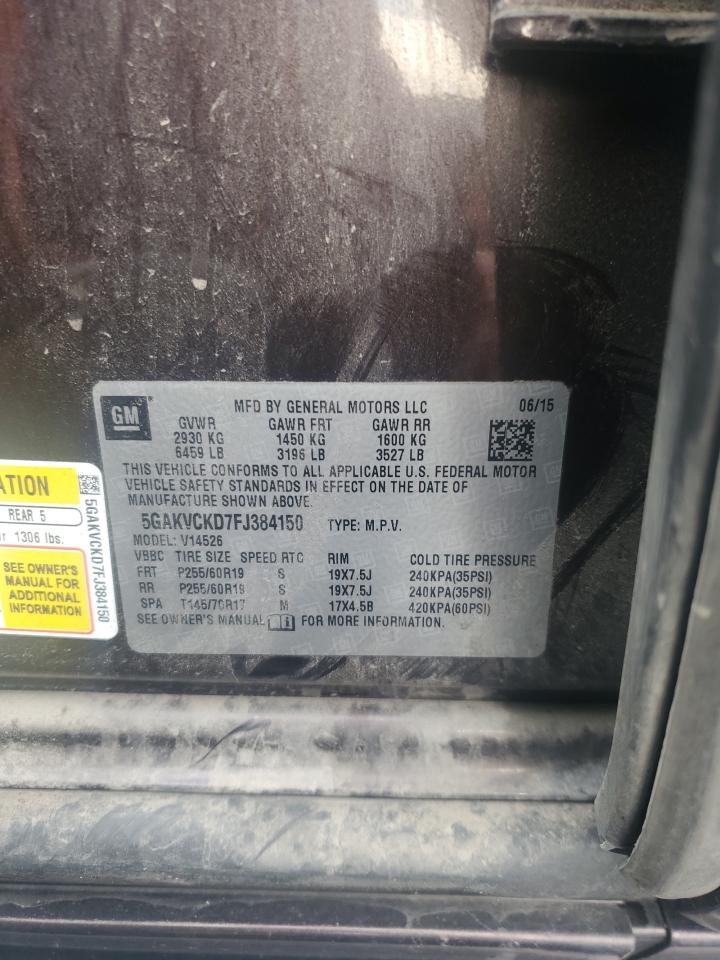 GM
MFD BY GENERAL MOTORS LLC 06/15
GVWR GAWR FRT GAWR RR
2930 KG 1450 KG 1600 KG
6459 LB 3196 LB 3527 LB
THIS VEHICLE CONFORMS TO ALL APPLICABLE U.S. FEDERAL MOTOR
VEHICLE SAFETY STANDARDS IN EFFECT ON THE DATE OF
MANUFACTURE SHOWN ABOVE.
5GAKVCKD7FJ384150 TYPE: M.P.V.
MODEL: V14526
VBBC TIRE SIZE SPEED RTG RIM COLD TIRE PRESSURE
FRT P255/60R19 S 19X7.5J 240KPA(35PSI)
RR P255/60R19 S 19X7.5J 240KPA(35PSI)
SPA T145/70R17 M 17X4.5B 420KPA(60PSI)
SEE OWNER'S MANUAL FOR MORE INFORMATION.
ATION
REAR 5
1306 lbs.
SEE OWNER'S
MANUAL FOR
ADDITIONAL
INFORMATION
5GAKVCKD7FJ384150